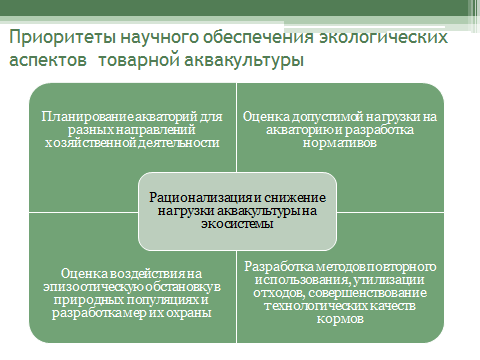 Приоритеты научного обеспечения экологических
аспектов товарной аквакультуры
Планирование акваторий для
разных направлений
хозяйственной деятельности
Оценка допустимой нагрузки на
акваторию и разработка
нормативов
Рационализация и снижение
нагрузки аквакультуры на
экосистемы
Оценка воздействия на
эпизоотическую обстановку в
природных популяциях и
разработка мер их охраны
Разработка методов повторного
использования, утилизации
отходов, совершенствование
технологических качеств
кормов